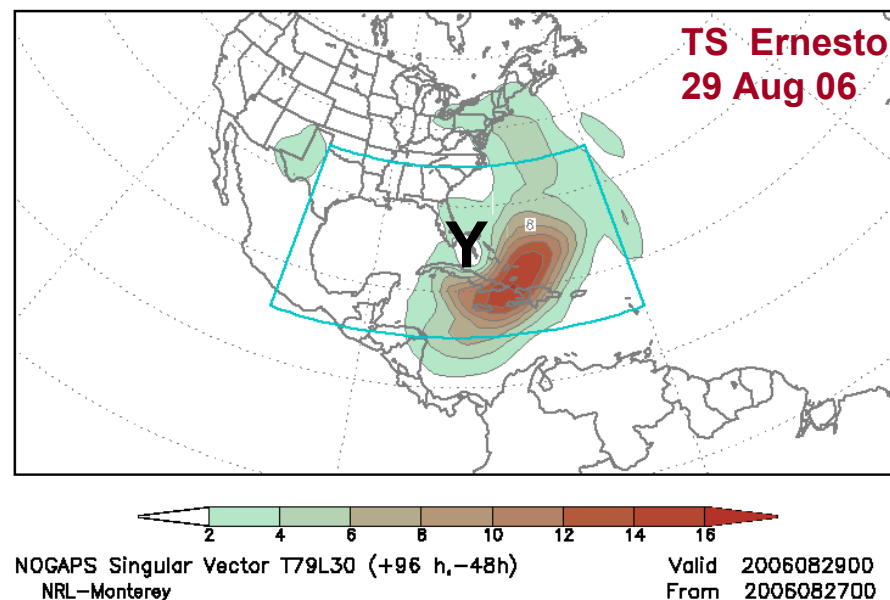 TS Ernesto
29 Aug 06
8
Y
2 4 6 8 10 12 14 16
NOGAPS Singular Vector T79L30 (+96 h,-48h) Valid 2006082900
NRL-Monterey From 2006082700